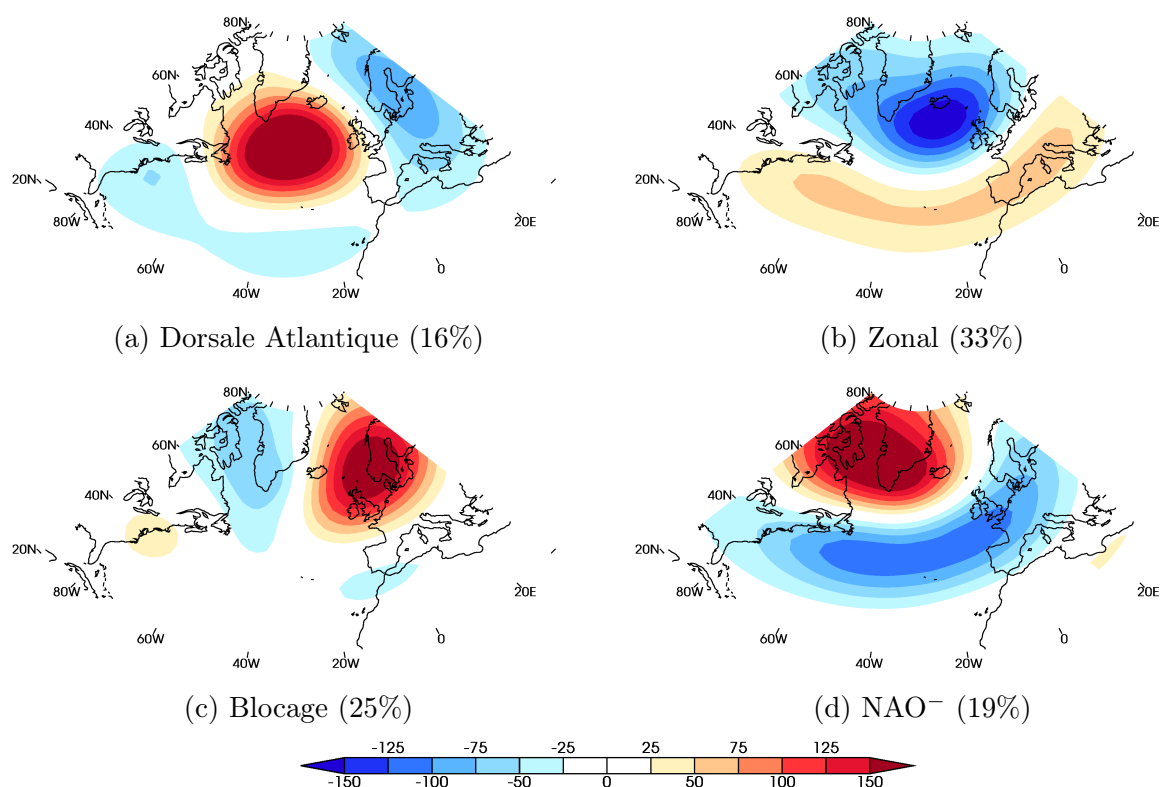 80N
60N
40N
20N
80W
60W
40W
20W
0
20E
(a) Dorsale Atlantique (16%)
80N
60N
40N
20N
80W
60W
40W
20W
0
20E
(b) Zonal (33%)
80N
60N
40N
20N
80W
60W
40W
20W
0
20E
(c) Blocage (25%)
80N
60N
40N
20N
80W
60W
40W
20W
0
20E
(d) NAO⁻ (19%)
-125 -75 -25 25 75 125
-150 -100 -50 0 50 100 150